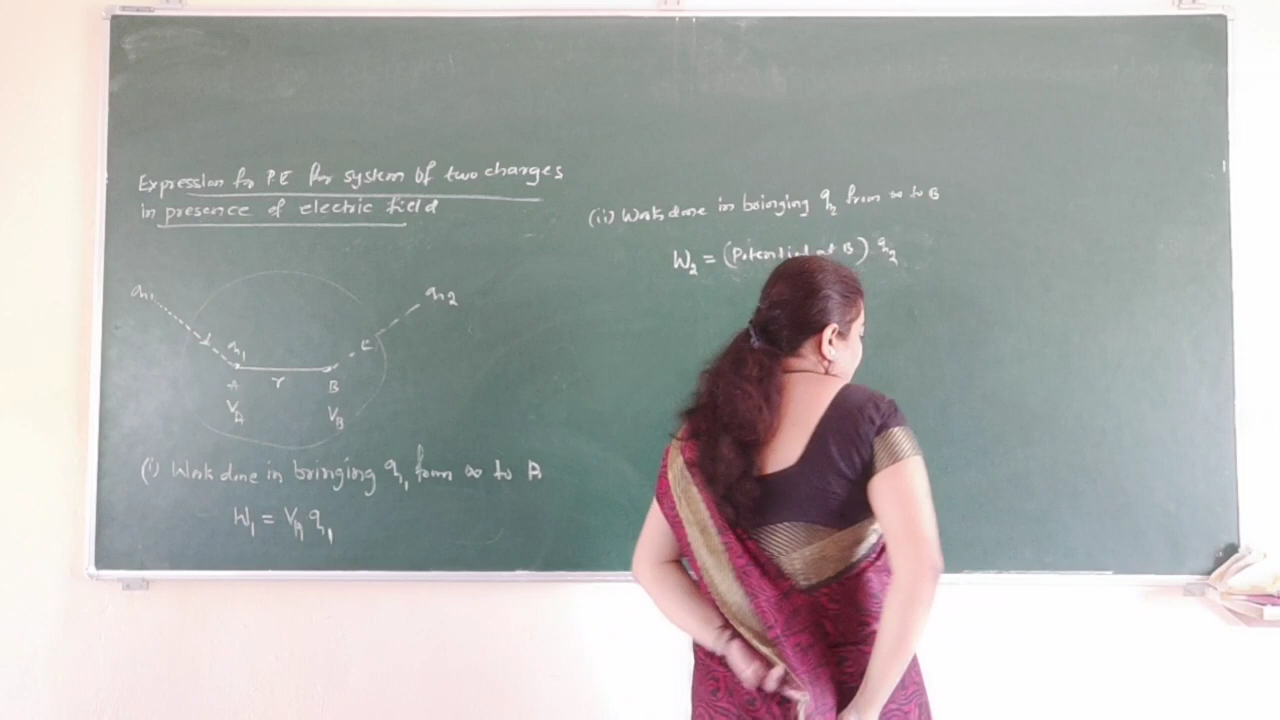 Expression for PE for system of two charges
in presence of electric field
q1 q2
q1
A r B
VA VB
(i) Work done in bringing q1 from ∞ to A
W1 = VA q1
(ii) Work done in bringing q2 from ∞ to B
W2 = (Potential at B) q2